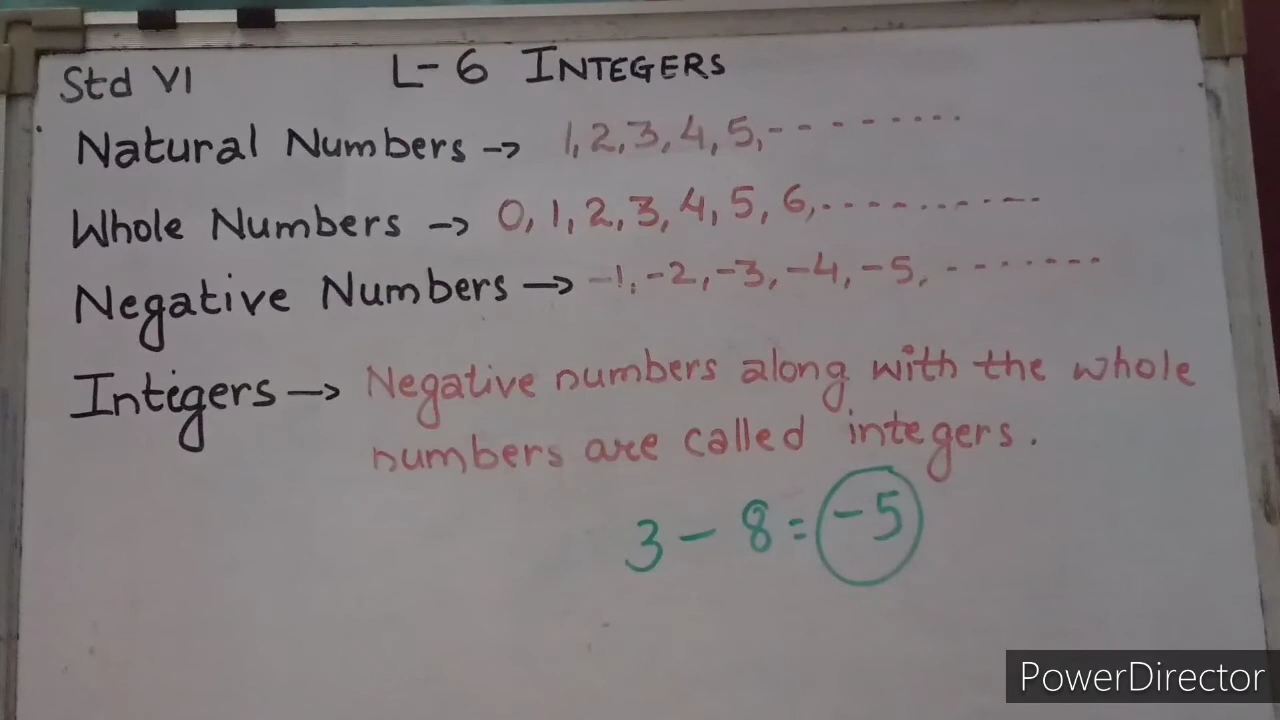 Std VI L-6 INTEGERS
Natural Numbers → 1, 2, 3, 4, 5, ---------
Whole Numbers → 0, 1, 2, 3, 4, 5, 6, ----------
Negative Numbers → -1, -2, -3, -4, -5, --------
Integers → Negative numbers along with the whole
numbers are called integers.
3 - 8 = -5
PowerDirector